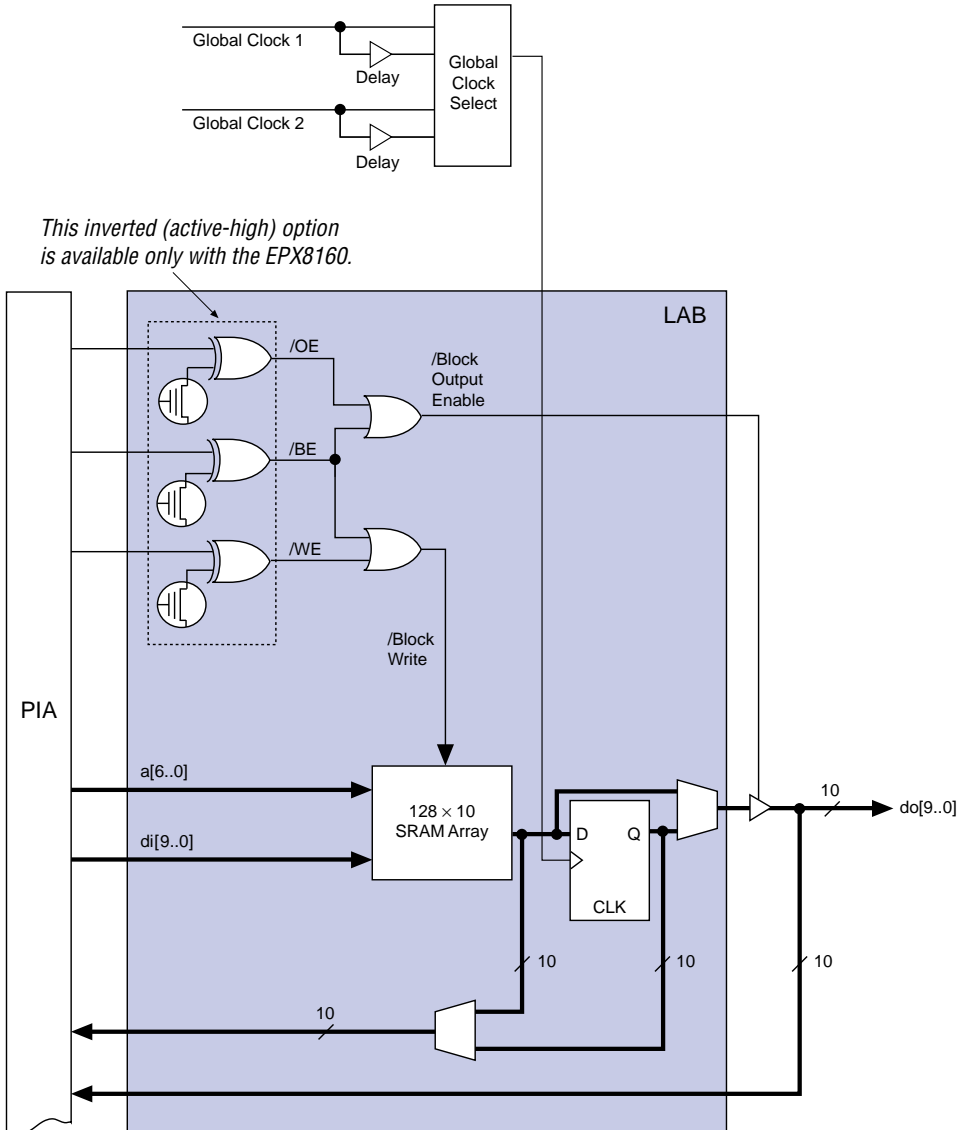 Global Clock 1
Delay
Global
Clock
Select
Global Clock 2
Delay
This inverted (active-high) option
is available only with the EPX8160.
LAB
/OE
/Block
Output
Enable
/BE
/WE
/Block
Write
PIA
a[6..0]
128 × 10
SRAM Array
di[9..0]
D
Q
CLK
10
do[9..0]
10
10
10
10